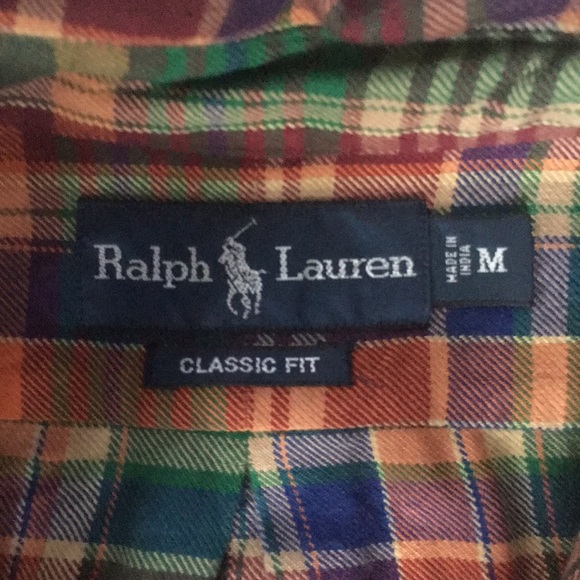 Ralph Lauren
MADE IN
INDIA
M
CLASSIC FIT